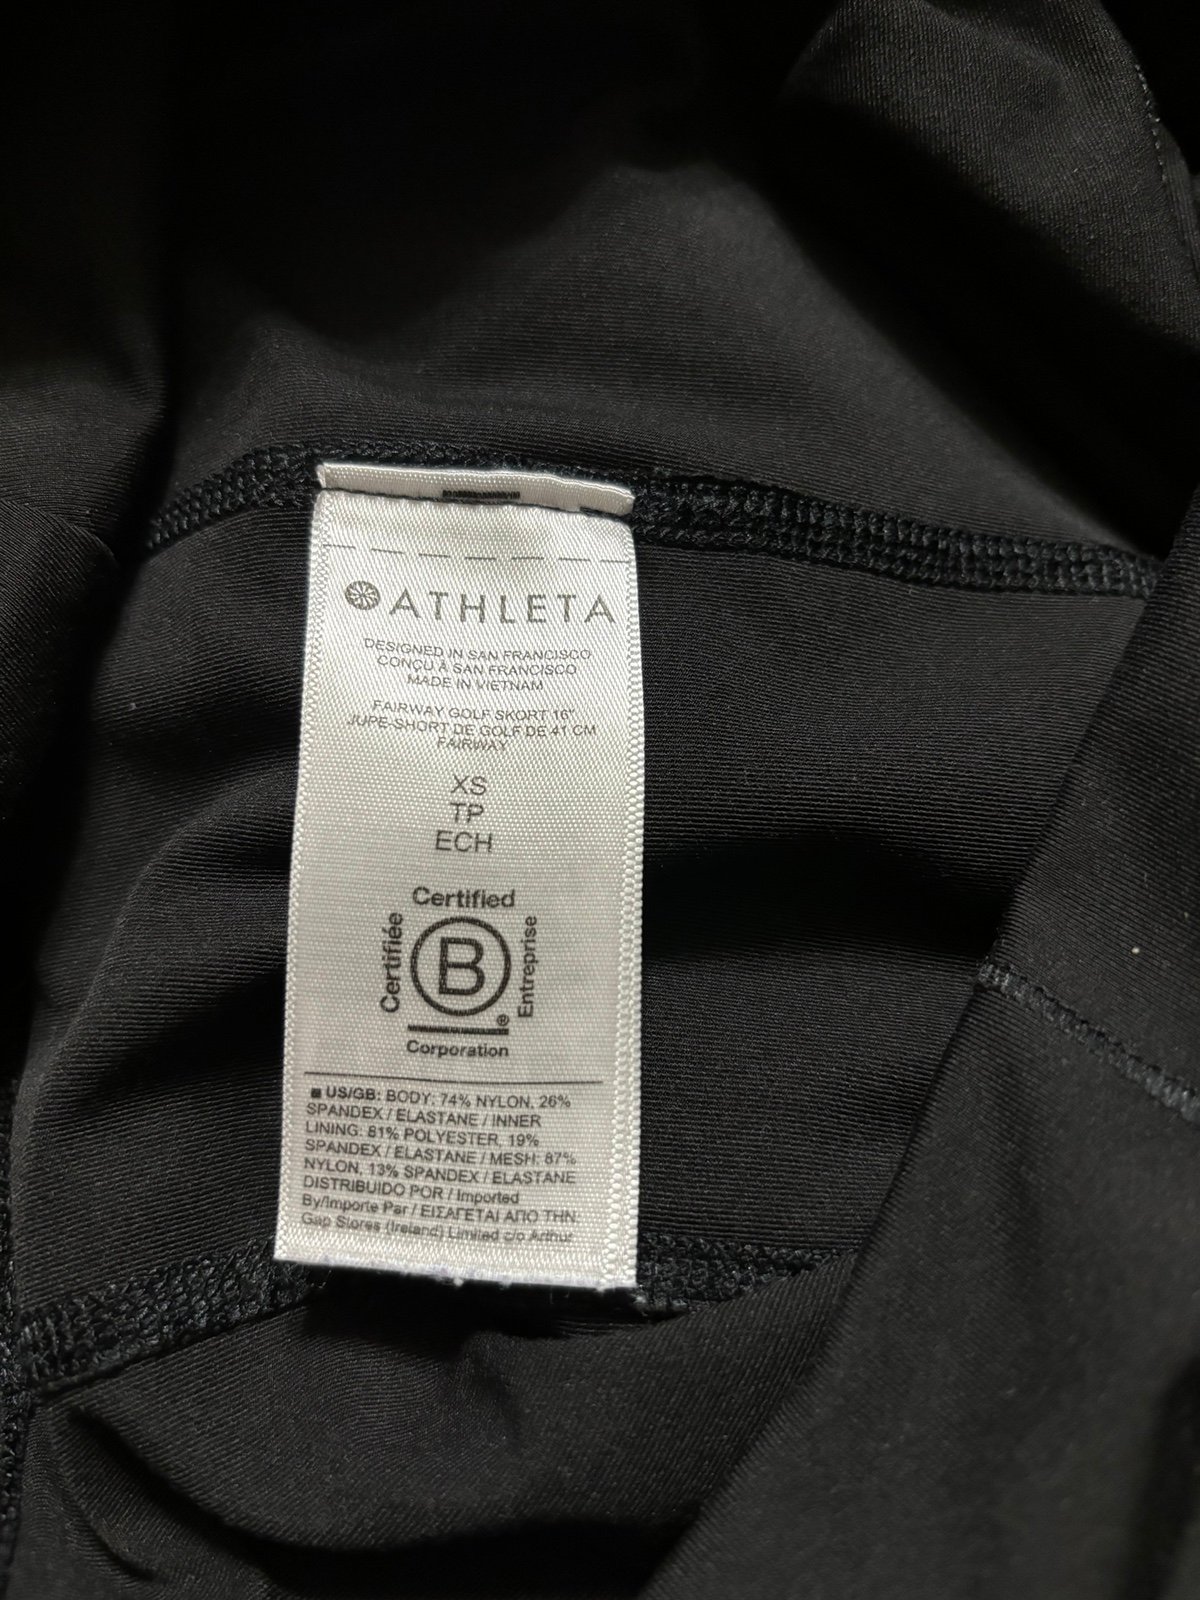 ATHLETA
DESIGNED IN SAN FRANCISCO
CONÇU À SAN FRANCISCO
MADE IN VIETNAM
FAIRWAY GOLF SKORT 16"
JUPE-SHORT DE GOLF DE 41 CM
FAIRWAY
XS
TP
ECH
Certified
Certifiée
B
Entreprise
®
Corporation
■ US/GB: BODY: 74% NYLON, 26%
SPANDEX / ELASTANE / INNER
LINING: 81% POLYESTER, 19%
SPANDEX / ELASTANE / MESH: 87%
NYLON, 13% SPANDEX / ELASTANE
DISTRIBUIDO POR / Imported
By/Importe Par / ΕΙΣΑΓΕΤΑΙ ΑΠΟ ΤΗΝ
Gap Stores (Ireland) Limited c/o Arthur